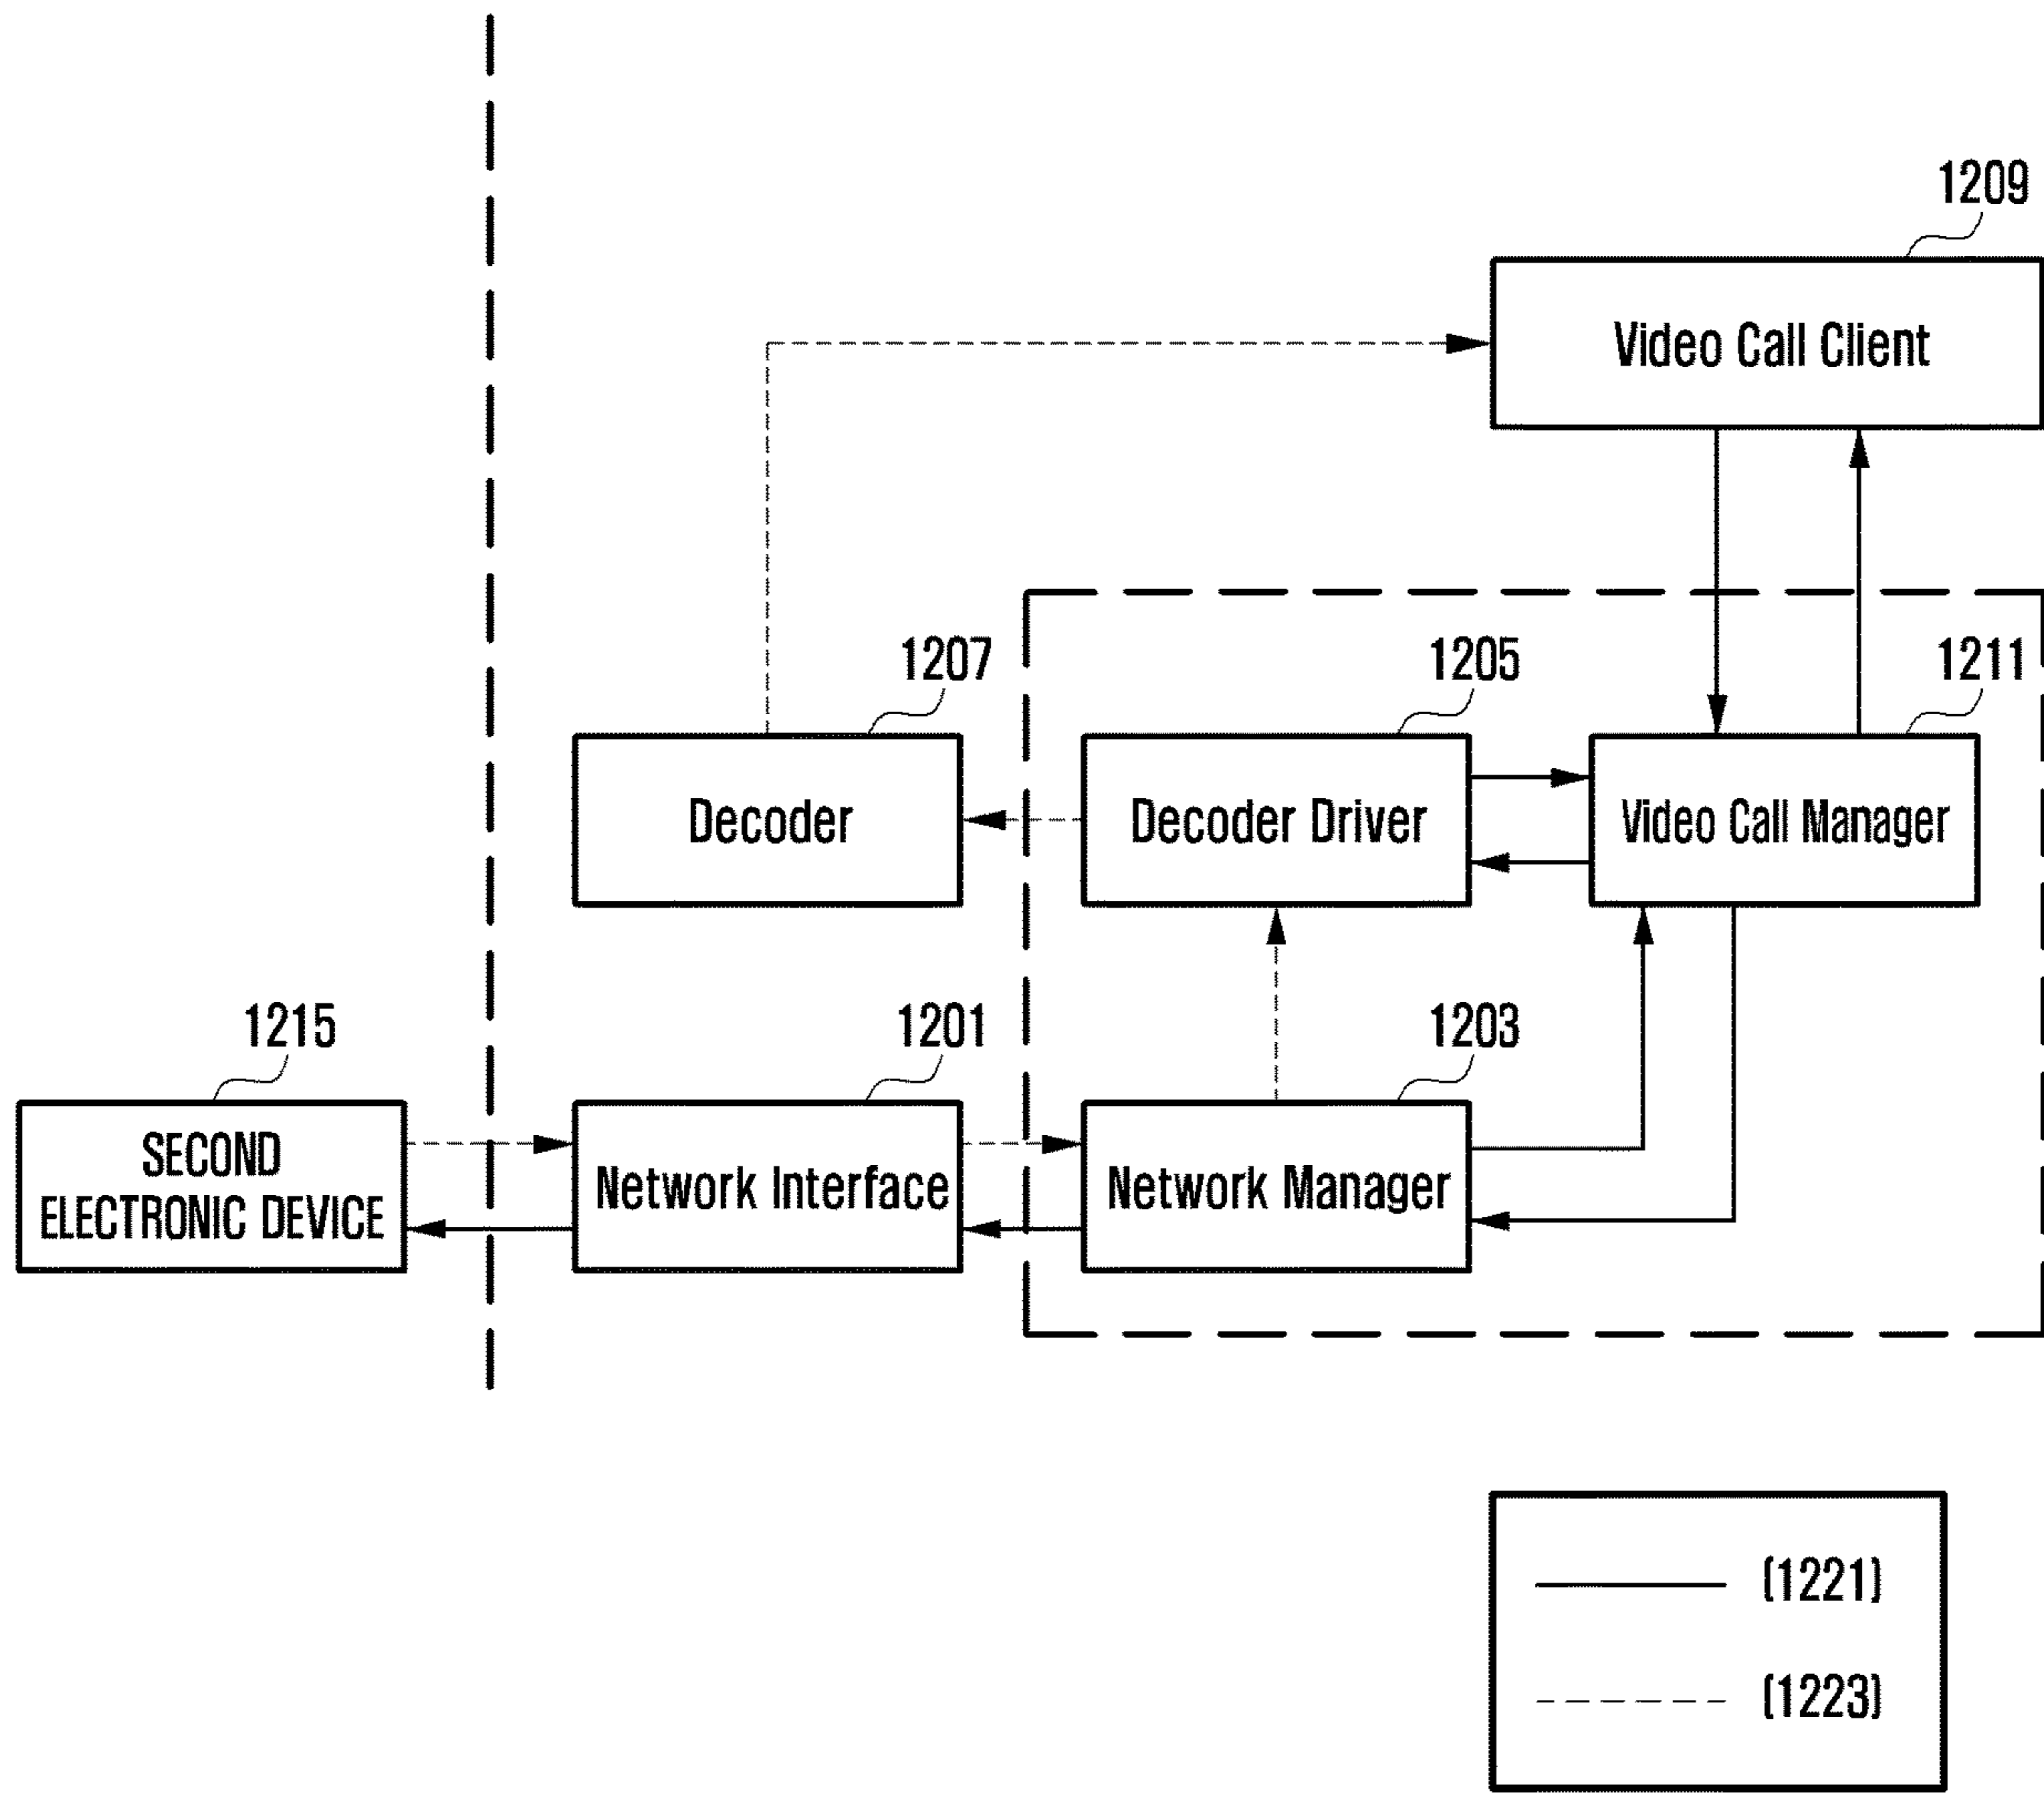 1209
Video Call Client
1207
1205
1211
Decoder
Decoder Driver
Video Call Manager
1215
1201
1203
SECOND
ELECTRONIC DEVICE
Network Interface
Network Manager
(1221)
(1223)